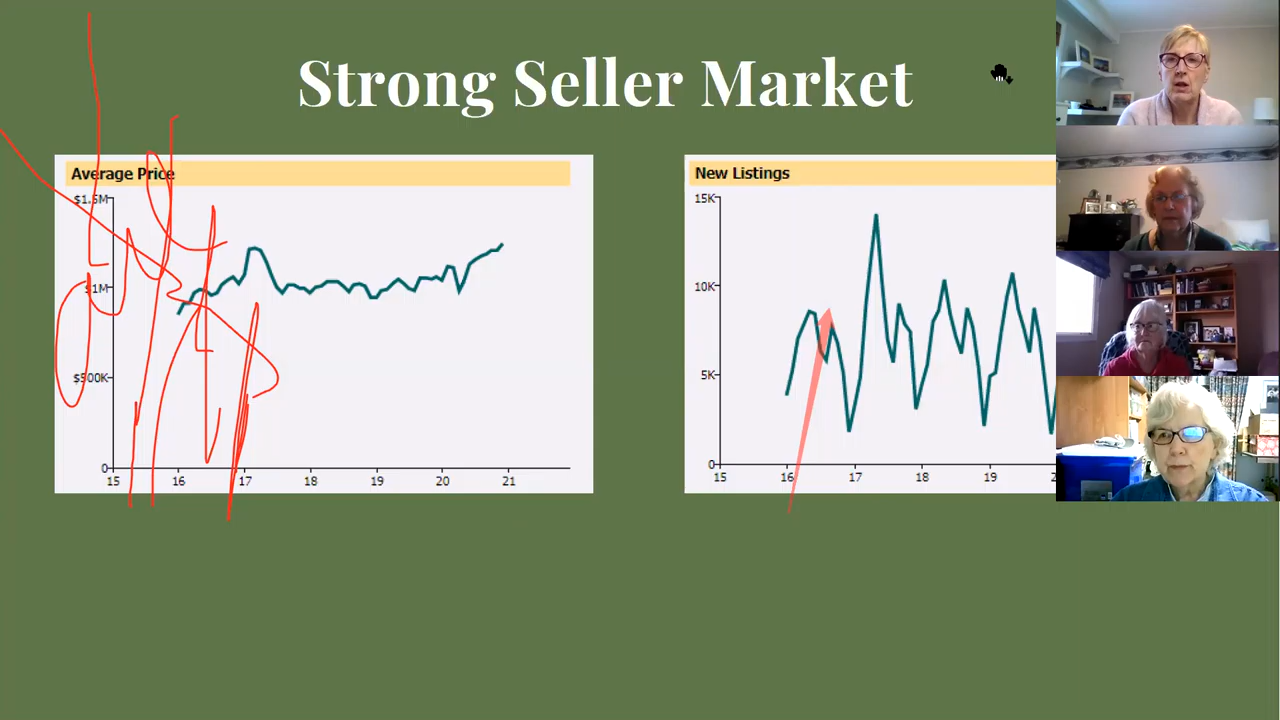 Strong Seller Market
Average Price
$1.5M
$1M
$500K
0
15 16 17 18 19 20 21
New Listings
15K
10K
5K
0
15 16 17 18 19